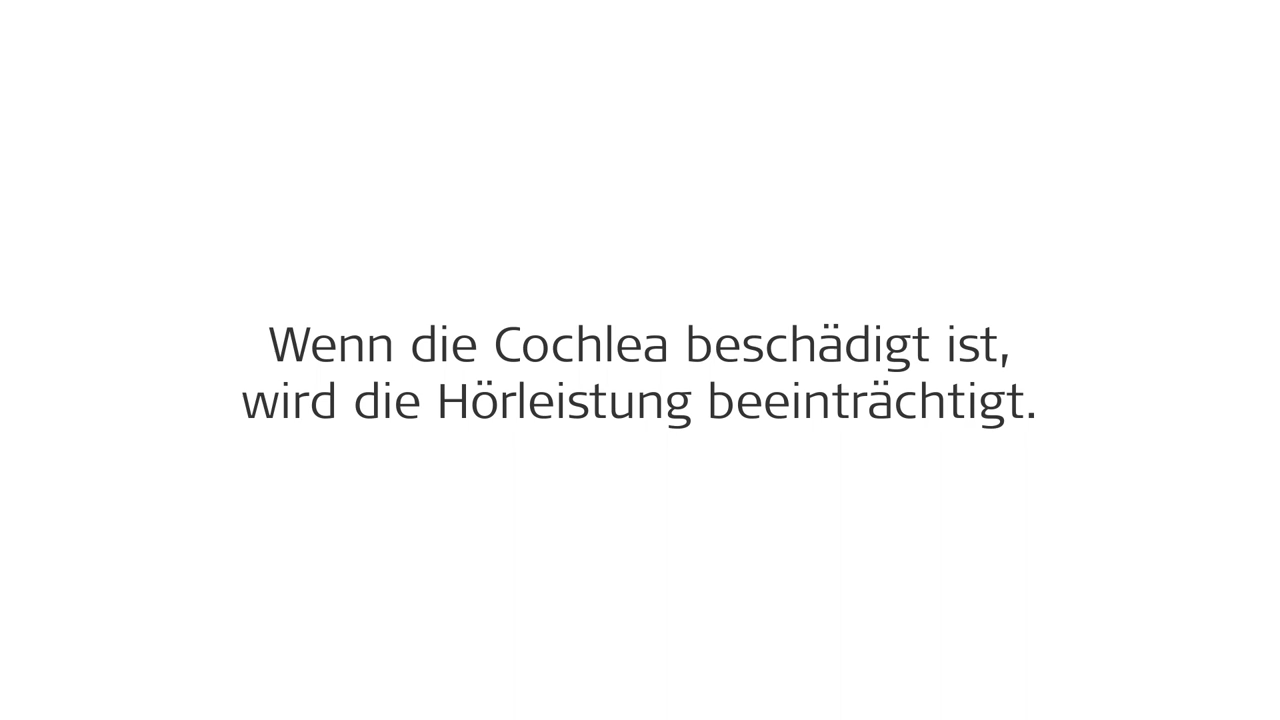 Wenn die Cochlea beschädigt ist,
wird die Hörleistung beeinträchtigt.